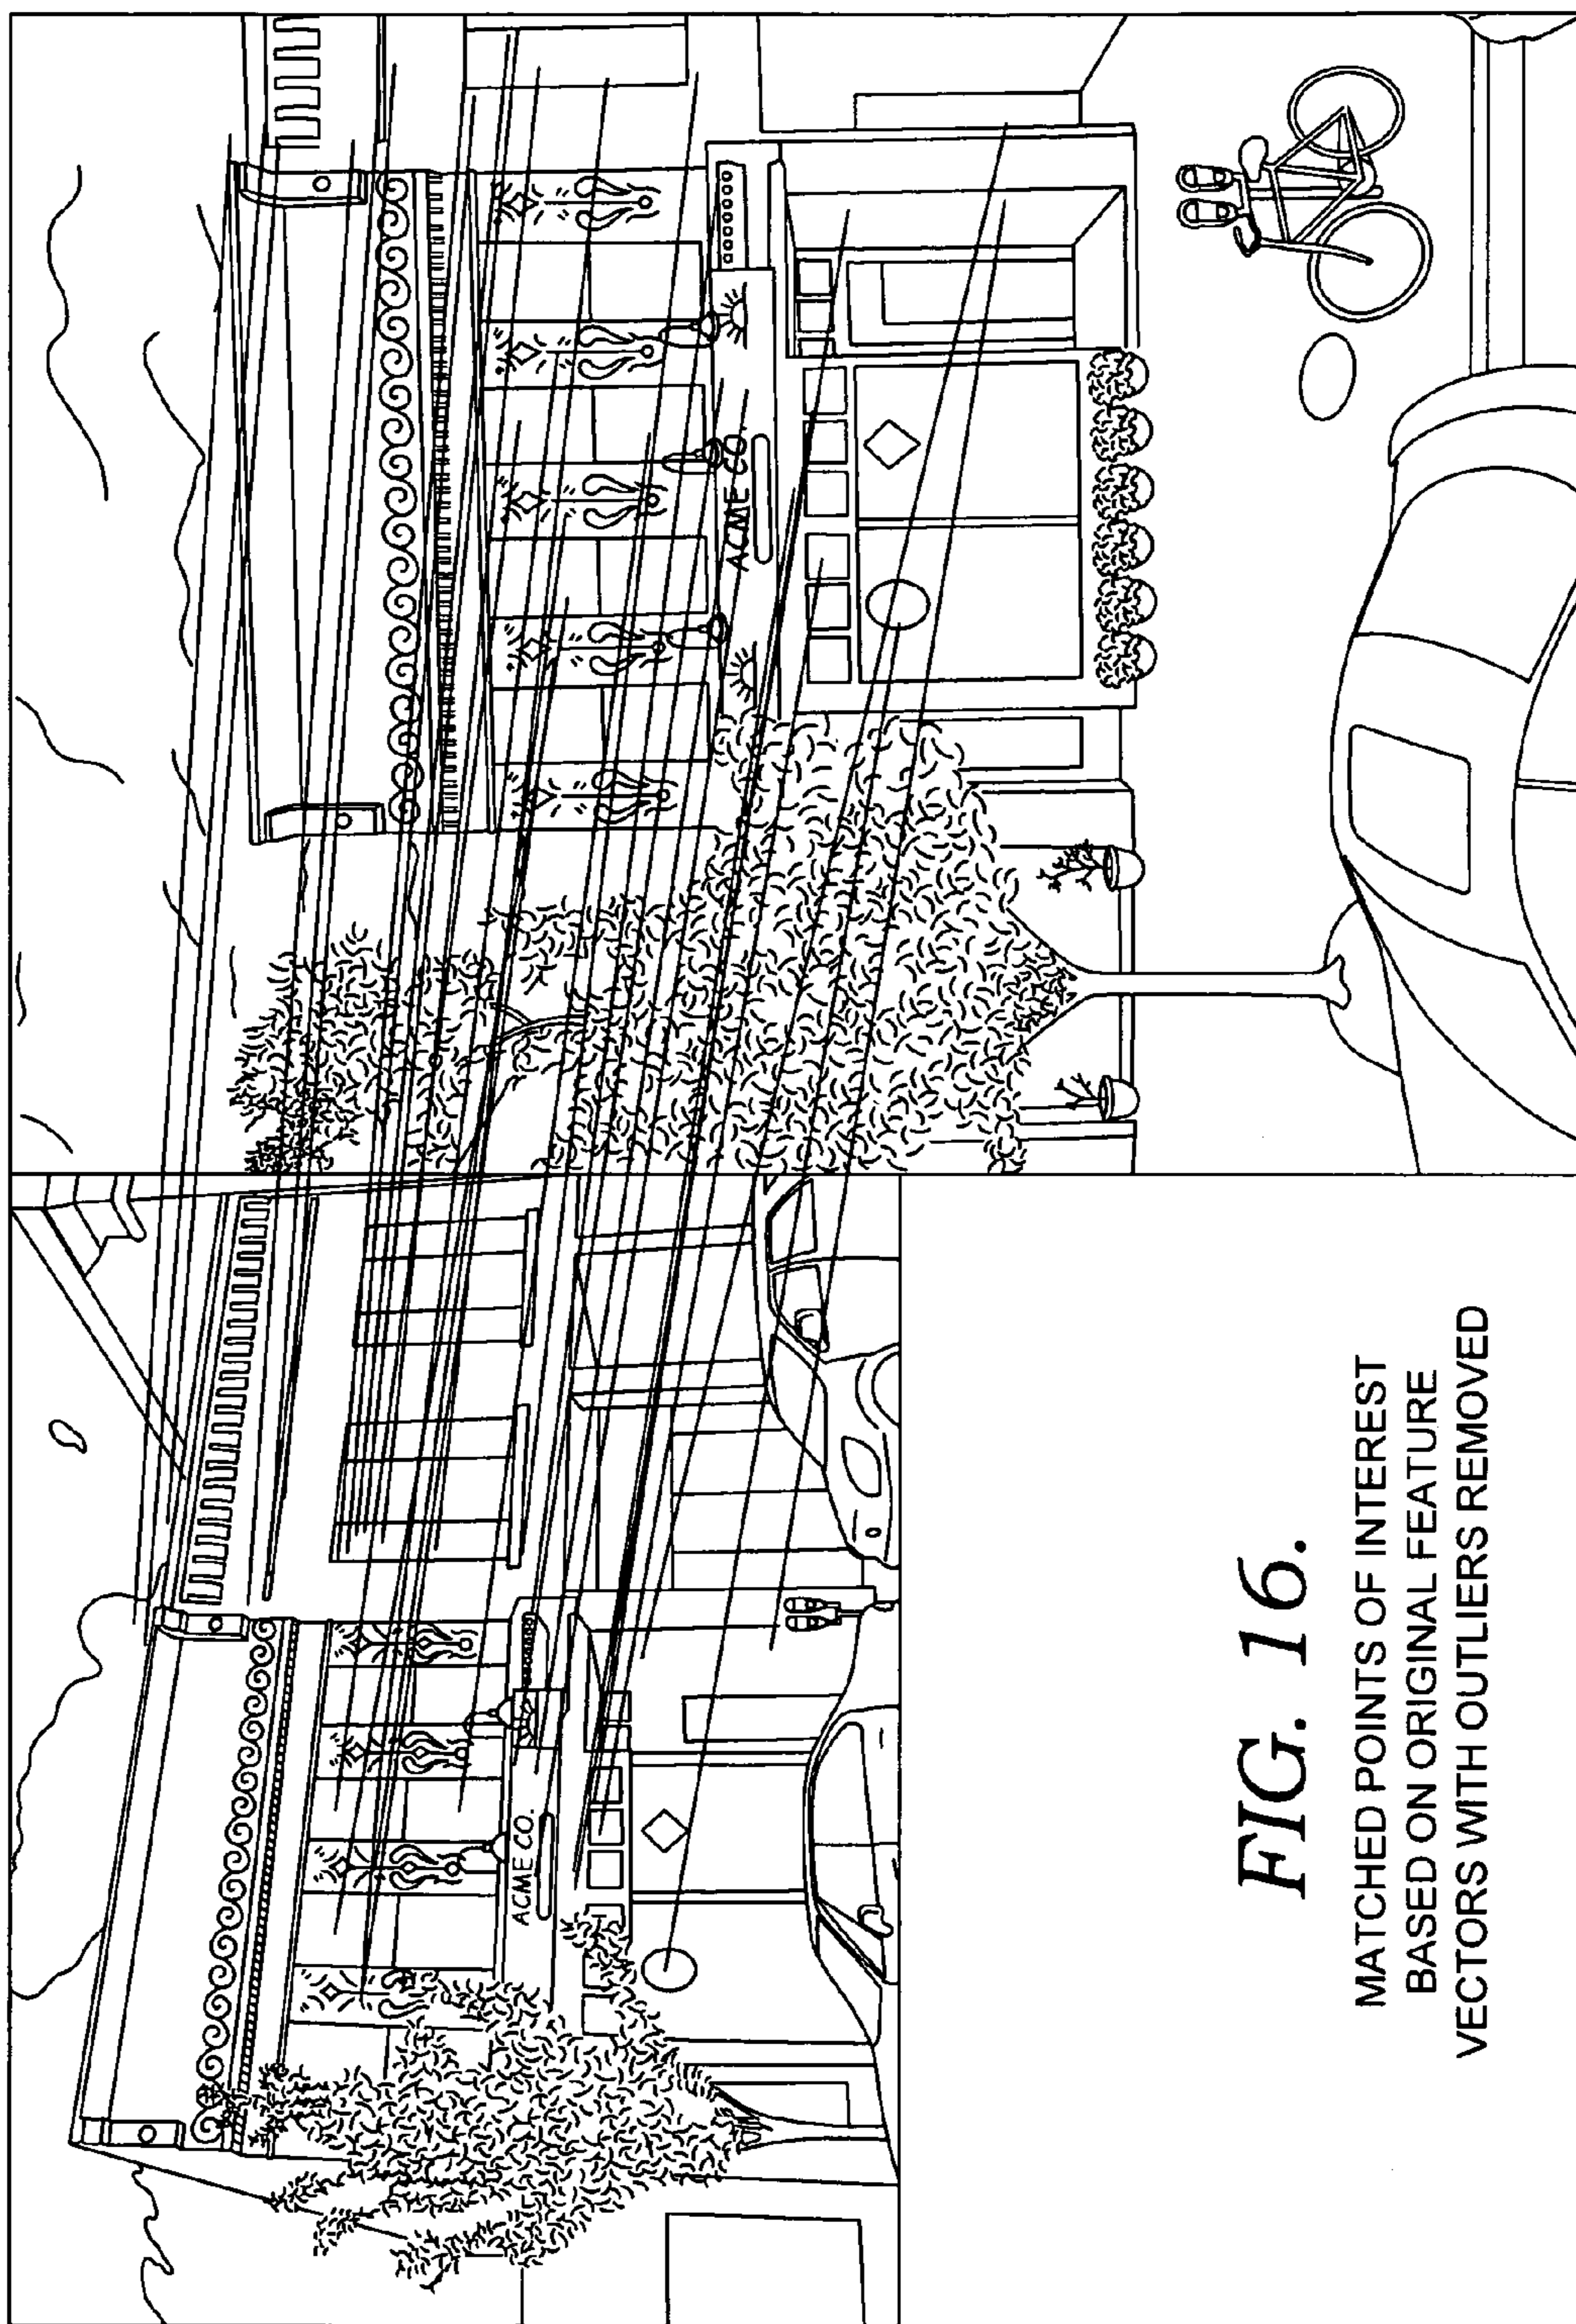 ACME CO.
ACME CO.
FIG. 16.
MATCHED POINTS OF INTEREST
BASED ON ORIGINAL FEATURE
VECTORS WITH OUTLIERS REMOVED